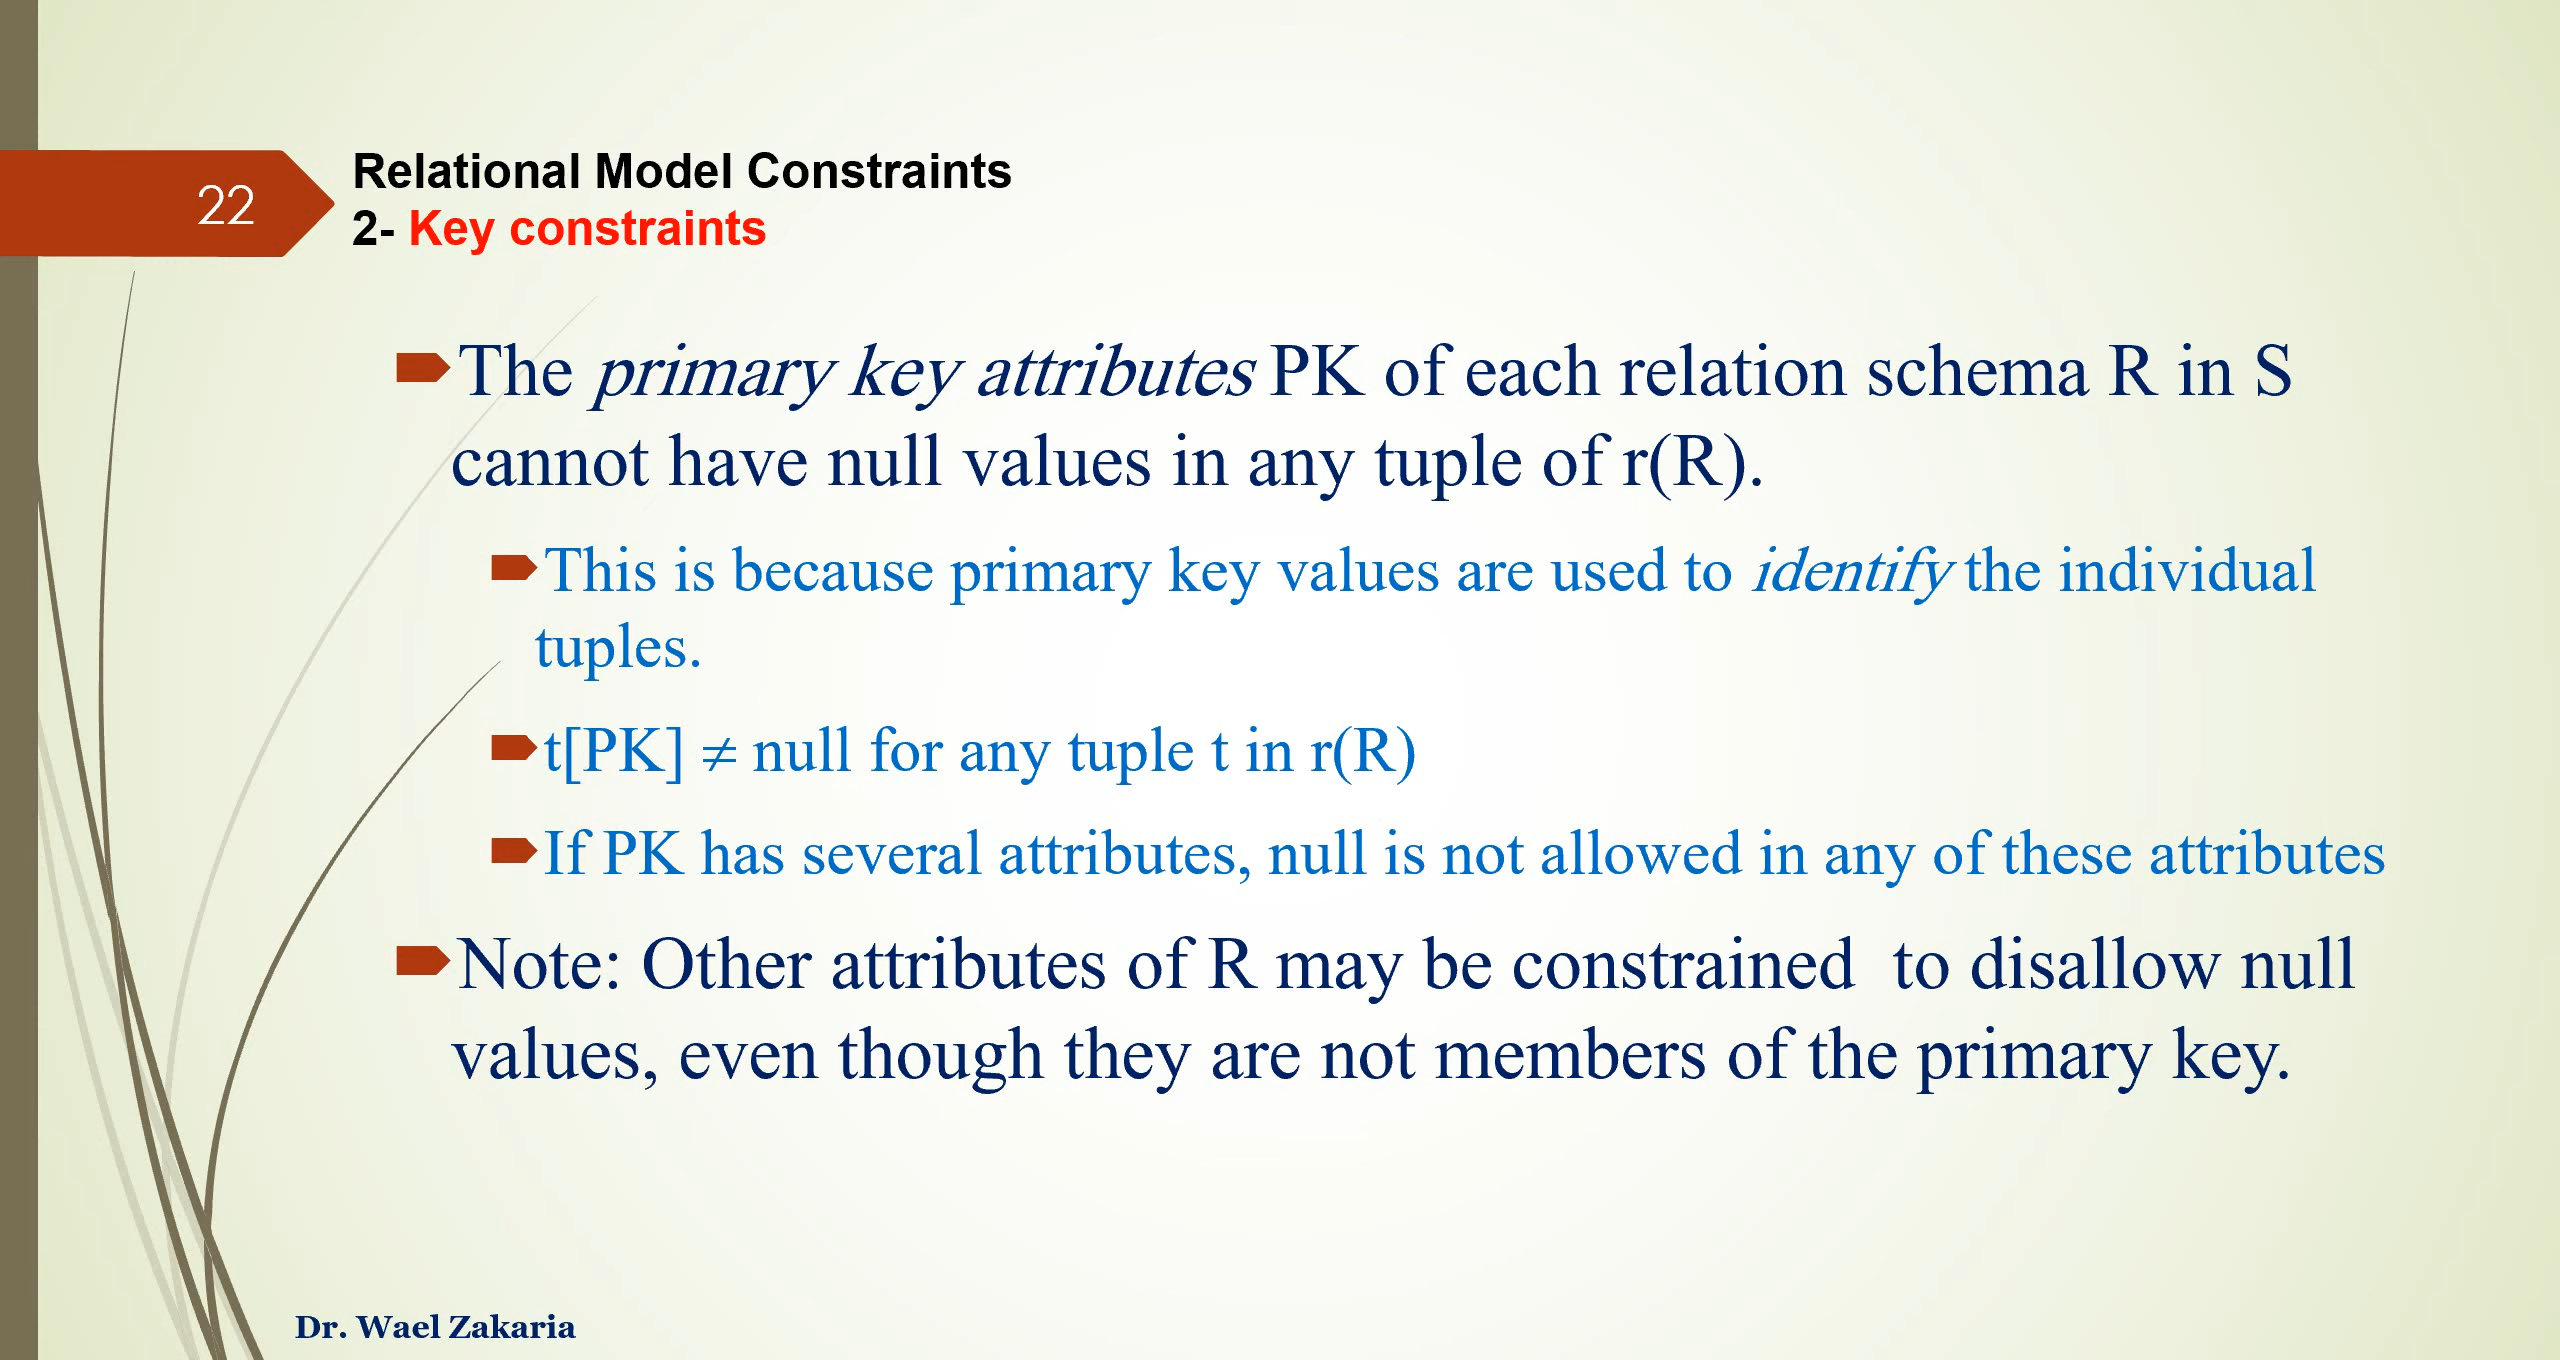 22
Relational Model Constraints
2- Key constraints
The primary key attributes PK of each relation schema R in S
cannot have null values in any tuple of r(R).
This is because primary key values are used to identify the individual
tuples.
t[PK] ≠ null for any tuple t in r(R)
If PK has several attributes, null is not allowed in any of these attributes
Note: Other attributes of R may be constrained  to disallow null
values, even though they are not members of the primary key.
Dr. Wael Zakaria